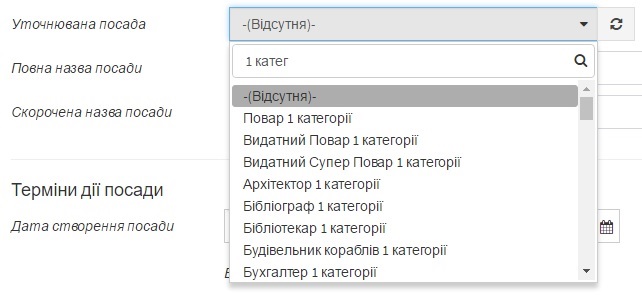 Уточнювана посада
-(Відсутня)-
Повна назва посади
1 катег
Скорочена назва посади
-(Відсутня)-
Повар 1 категорії
Видатний Повар 1 категорії
Видатний Супер Повар 1 категорії
Архітектор 1 категорії
Бібліограф 1 категорії
Бібліотекар 1 категорії
Будівельник кораблів 1 категорії
Бухгалтер 1 категорії
Терміни дії посади
Дата створення посади